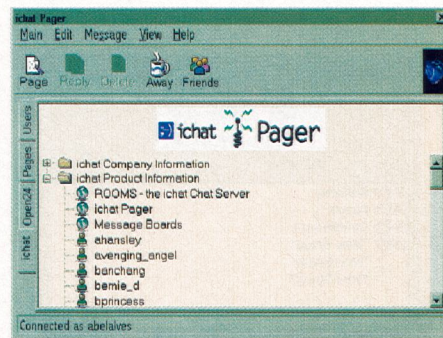 ichat Pager
Main Edit Message View Help
Page Reply Delete Away Friends
ichat Pager
Users
Pages
Open24
ichat
ichat Company Information
ichat Product Information
ROOMS - the ichat Chat Server
ichat Pager
Message Boards
ahansley
avenging_angel
banchang
bernie_d
bprincess
Connected as abelaives